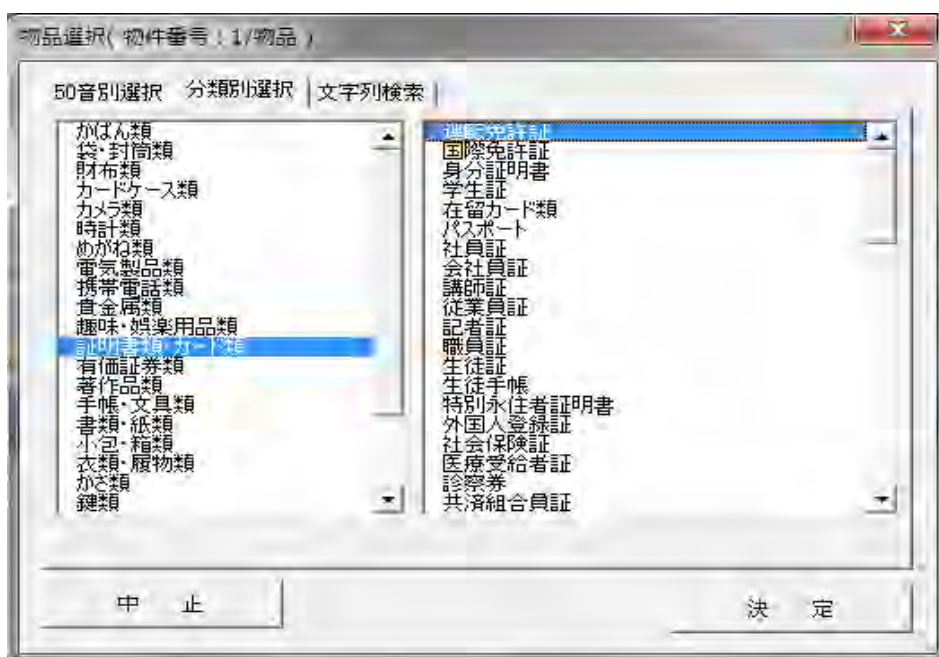 物品選択( 物件番号：1/物品 )
50音別選択
分類別選択
文字列検索
かばん類
袋・封筒類
財布類
カードケース類
カメラ類
時計類
めがね類
電気製品類
携帯電話類
貴金属類
趣味・娯楽用品類
証明書類・カード類
有価証券類
著作品類
手帳・文具類
書類・紙類
小包・箱類
衣類・履物類
かさ類
鍵類
運転免許証
国際免許証
身分証明書
学生証
在留カード類
パスポート
社員証
会社員証
講師証
従業員証
記者証
職員証
生徒証
生徒手帳
特別永住者証明書
外国人登録証
社会保険証
医療受給者証
診察券
共済組合員証
中　止
決　定